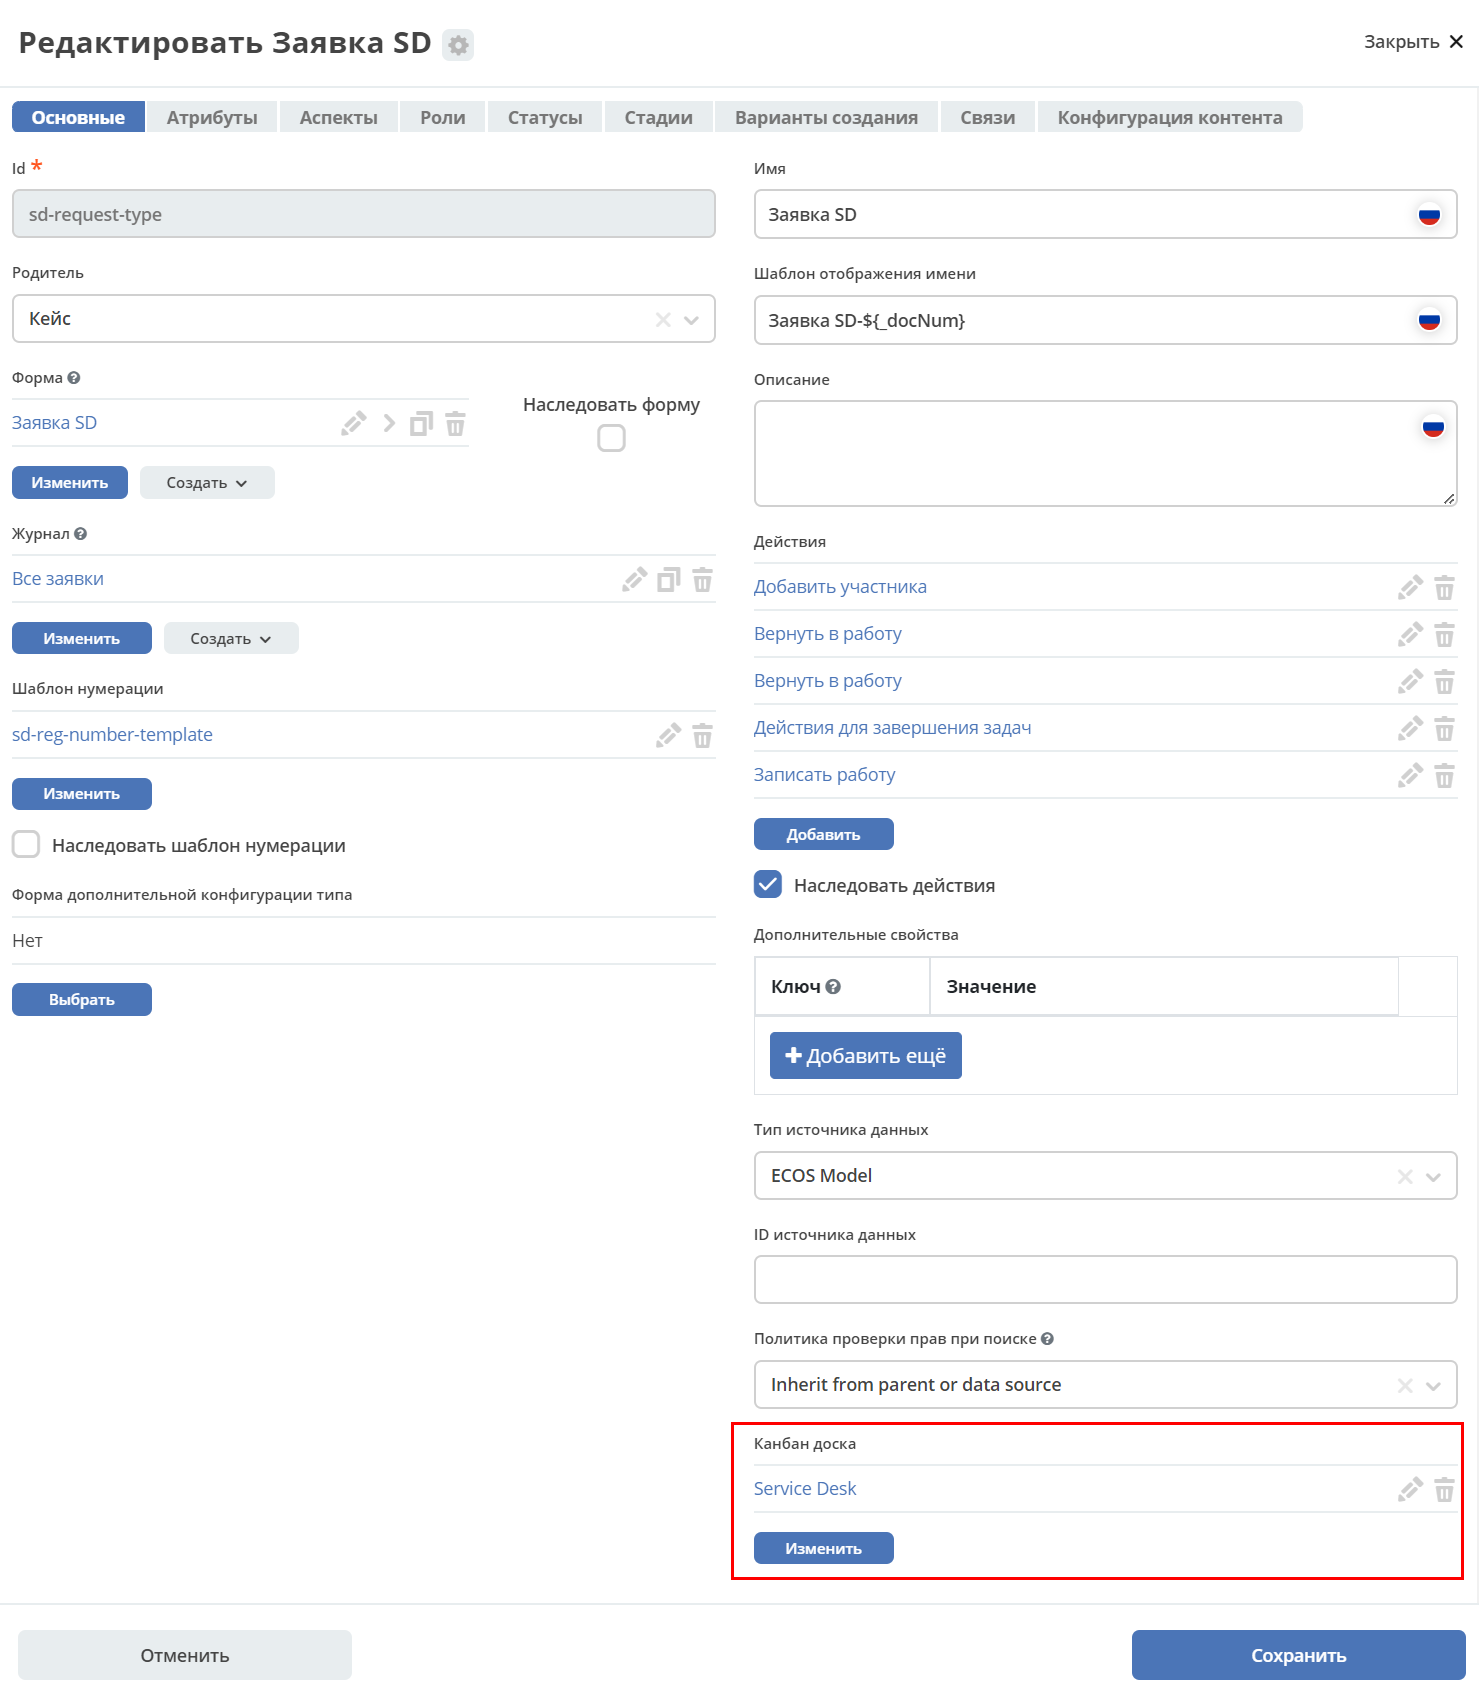 Редактировать Заявка SD
Закрыть
Основные
Атрибуты
Аспекты
Роли
Статусы
Стадии
Варианты создания
Связи
Конфигурация контента
Id *
sd-request-type
Родитель
Кейс
Форма
Заявка SD
Наследовать форму
Изменить
Создать
Журнал
Все заявки
Изменить
Создать
Шаблон нумерации
sd-reg-number-template
Изменить
Наследовать шаблон нумерации
Форма дополнительной конфигурации типа
Нет
Выбрать
Имя
Заявка SD
Шаблон отображения имени
Заявка SD-${_docNum}
Описание
Действия
Добавить участника
Вернуть в работу
Вернуть в работу
Действия для завершения задач
Записать работу
Добавить
Наследовать действия
Дополнительные свойства
Ключ
Значение
Добавить ещё
Тип источника данных
ECOS Model
ID источника данных
Политика проверки прав при поиске
Inherit from parent or data source
Канбан доска
Service Desk
Изменить
Отменить
Сохранить